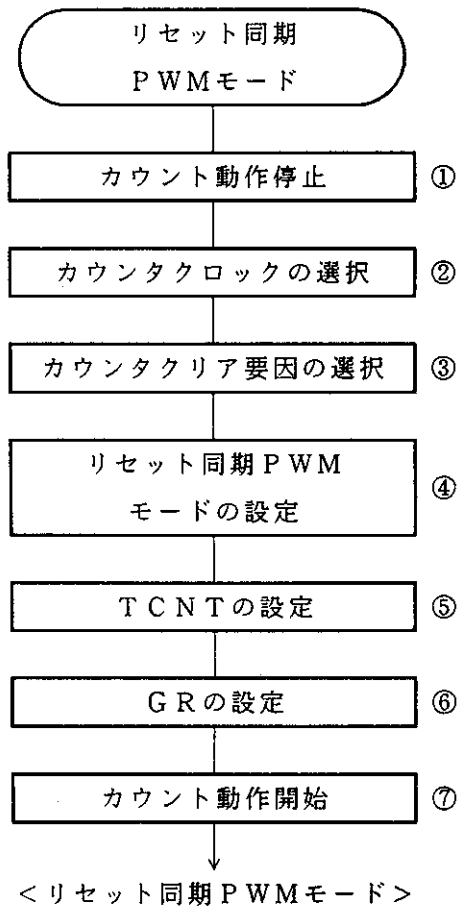 リセット同期
PWMモード
カウント動作停止 ①
カウンタクロックの選択 ②
カウンタクリア要因の選択 ③
リセット同期PWM
モードの設定 ④
TCNTの設定 ⑤
GRの設定 ⑥
カウント動作開始 ⑦
<リセット同期PWMモード>